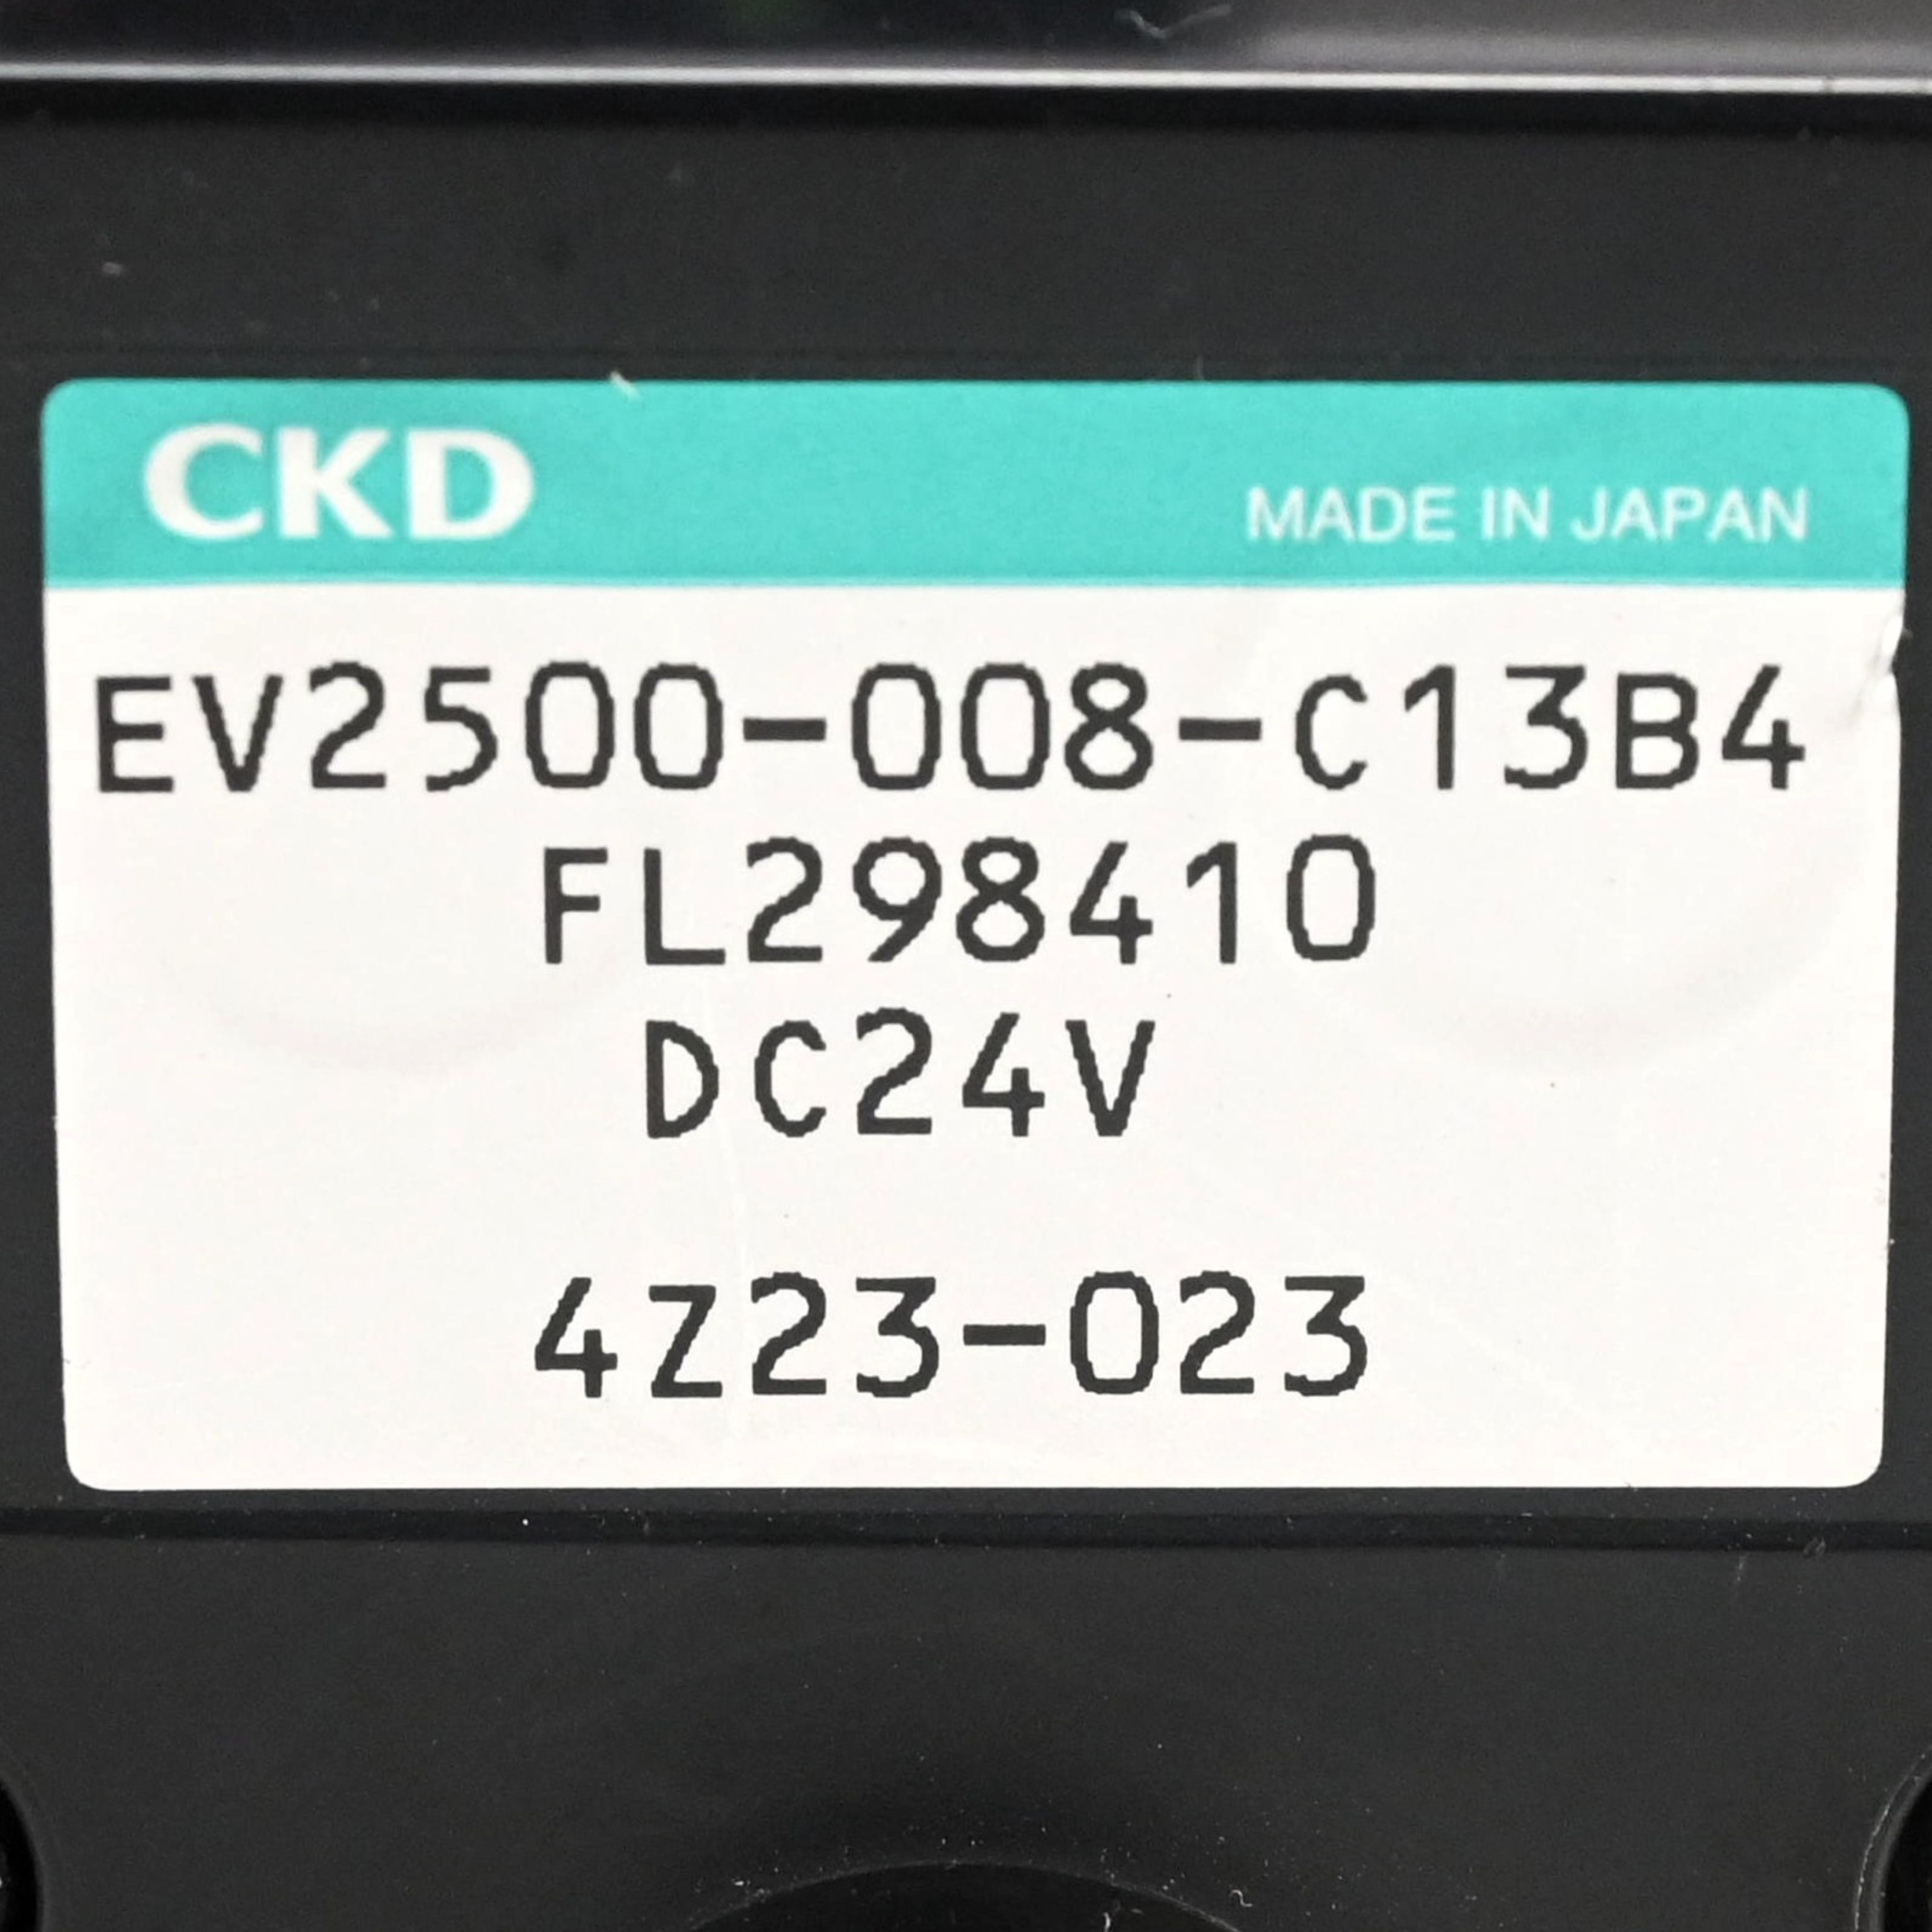 CKD MADE IN JAPAN
EV2500-008-C13B4
FL298410
DC24V
4Z23-023